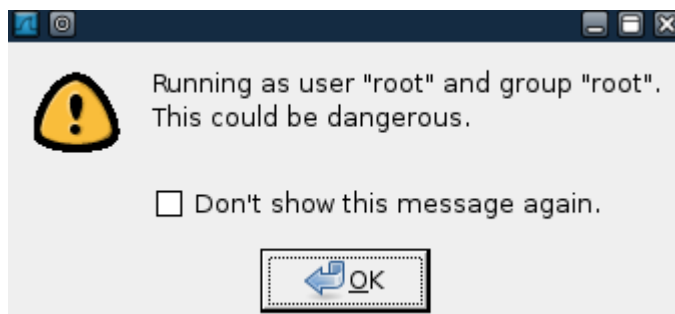 Running as user "root" and group "root".
This could be dangerous.
Don't show this message again.
OK